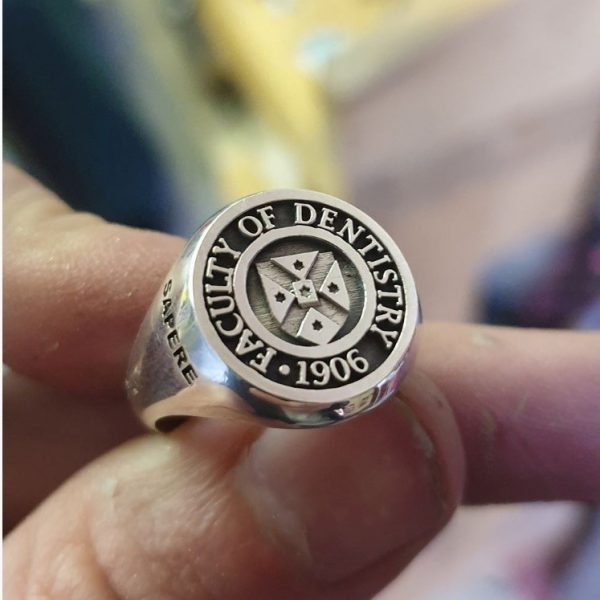 FACULTY OF DENTISTRY
• 1906
SAPERE